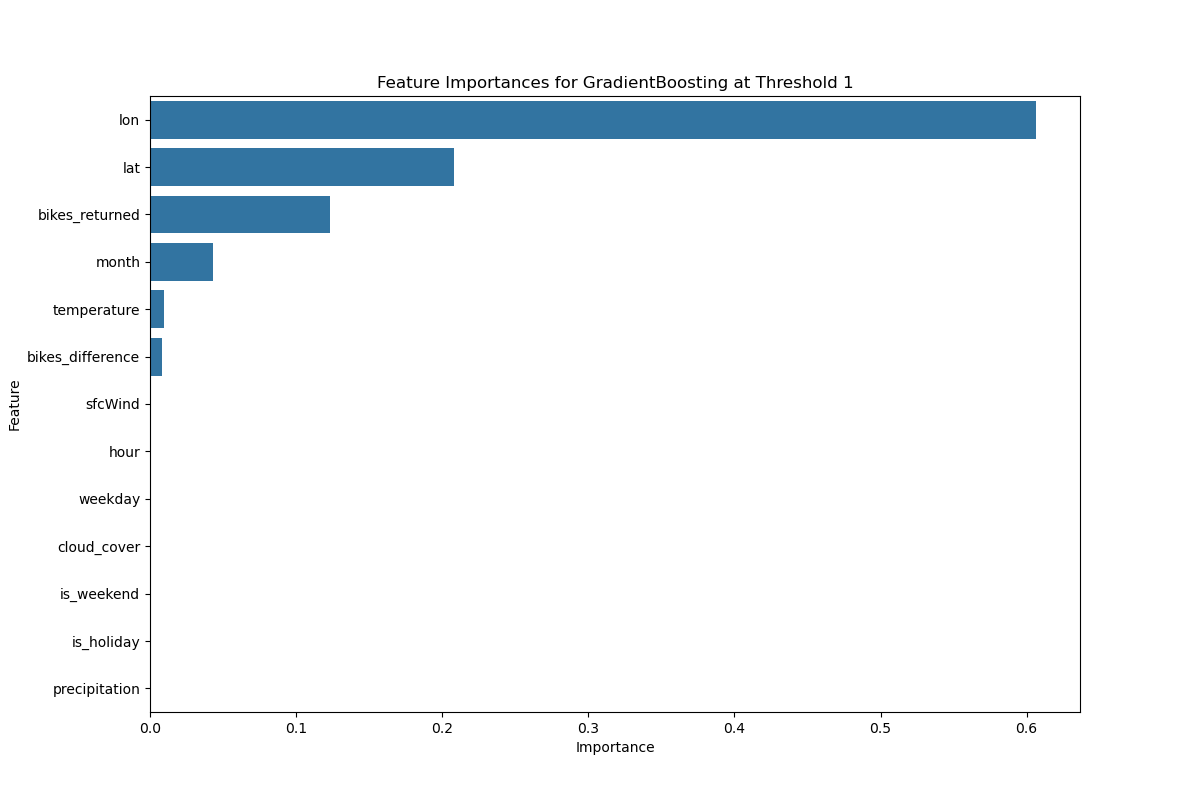 Feature Importances for GradientBoosting at Threshold 1
lon
lat
bikes_returned
month
temperature
bikes_difference
sfcWind
hour
weekday
cloud_cover
is_weekend
is_holiday
precipitation
Feature
0.0 0.1 0.2 0.3 0.4 0.5 0.6
Importance